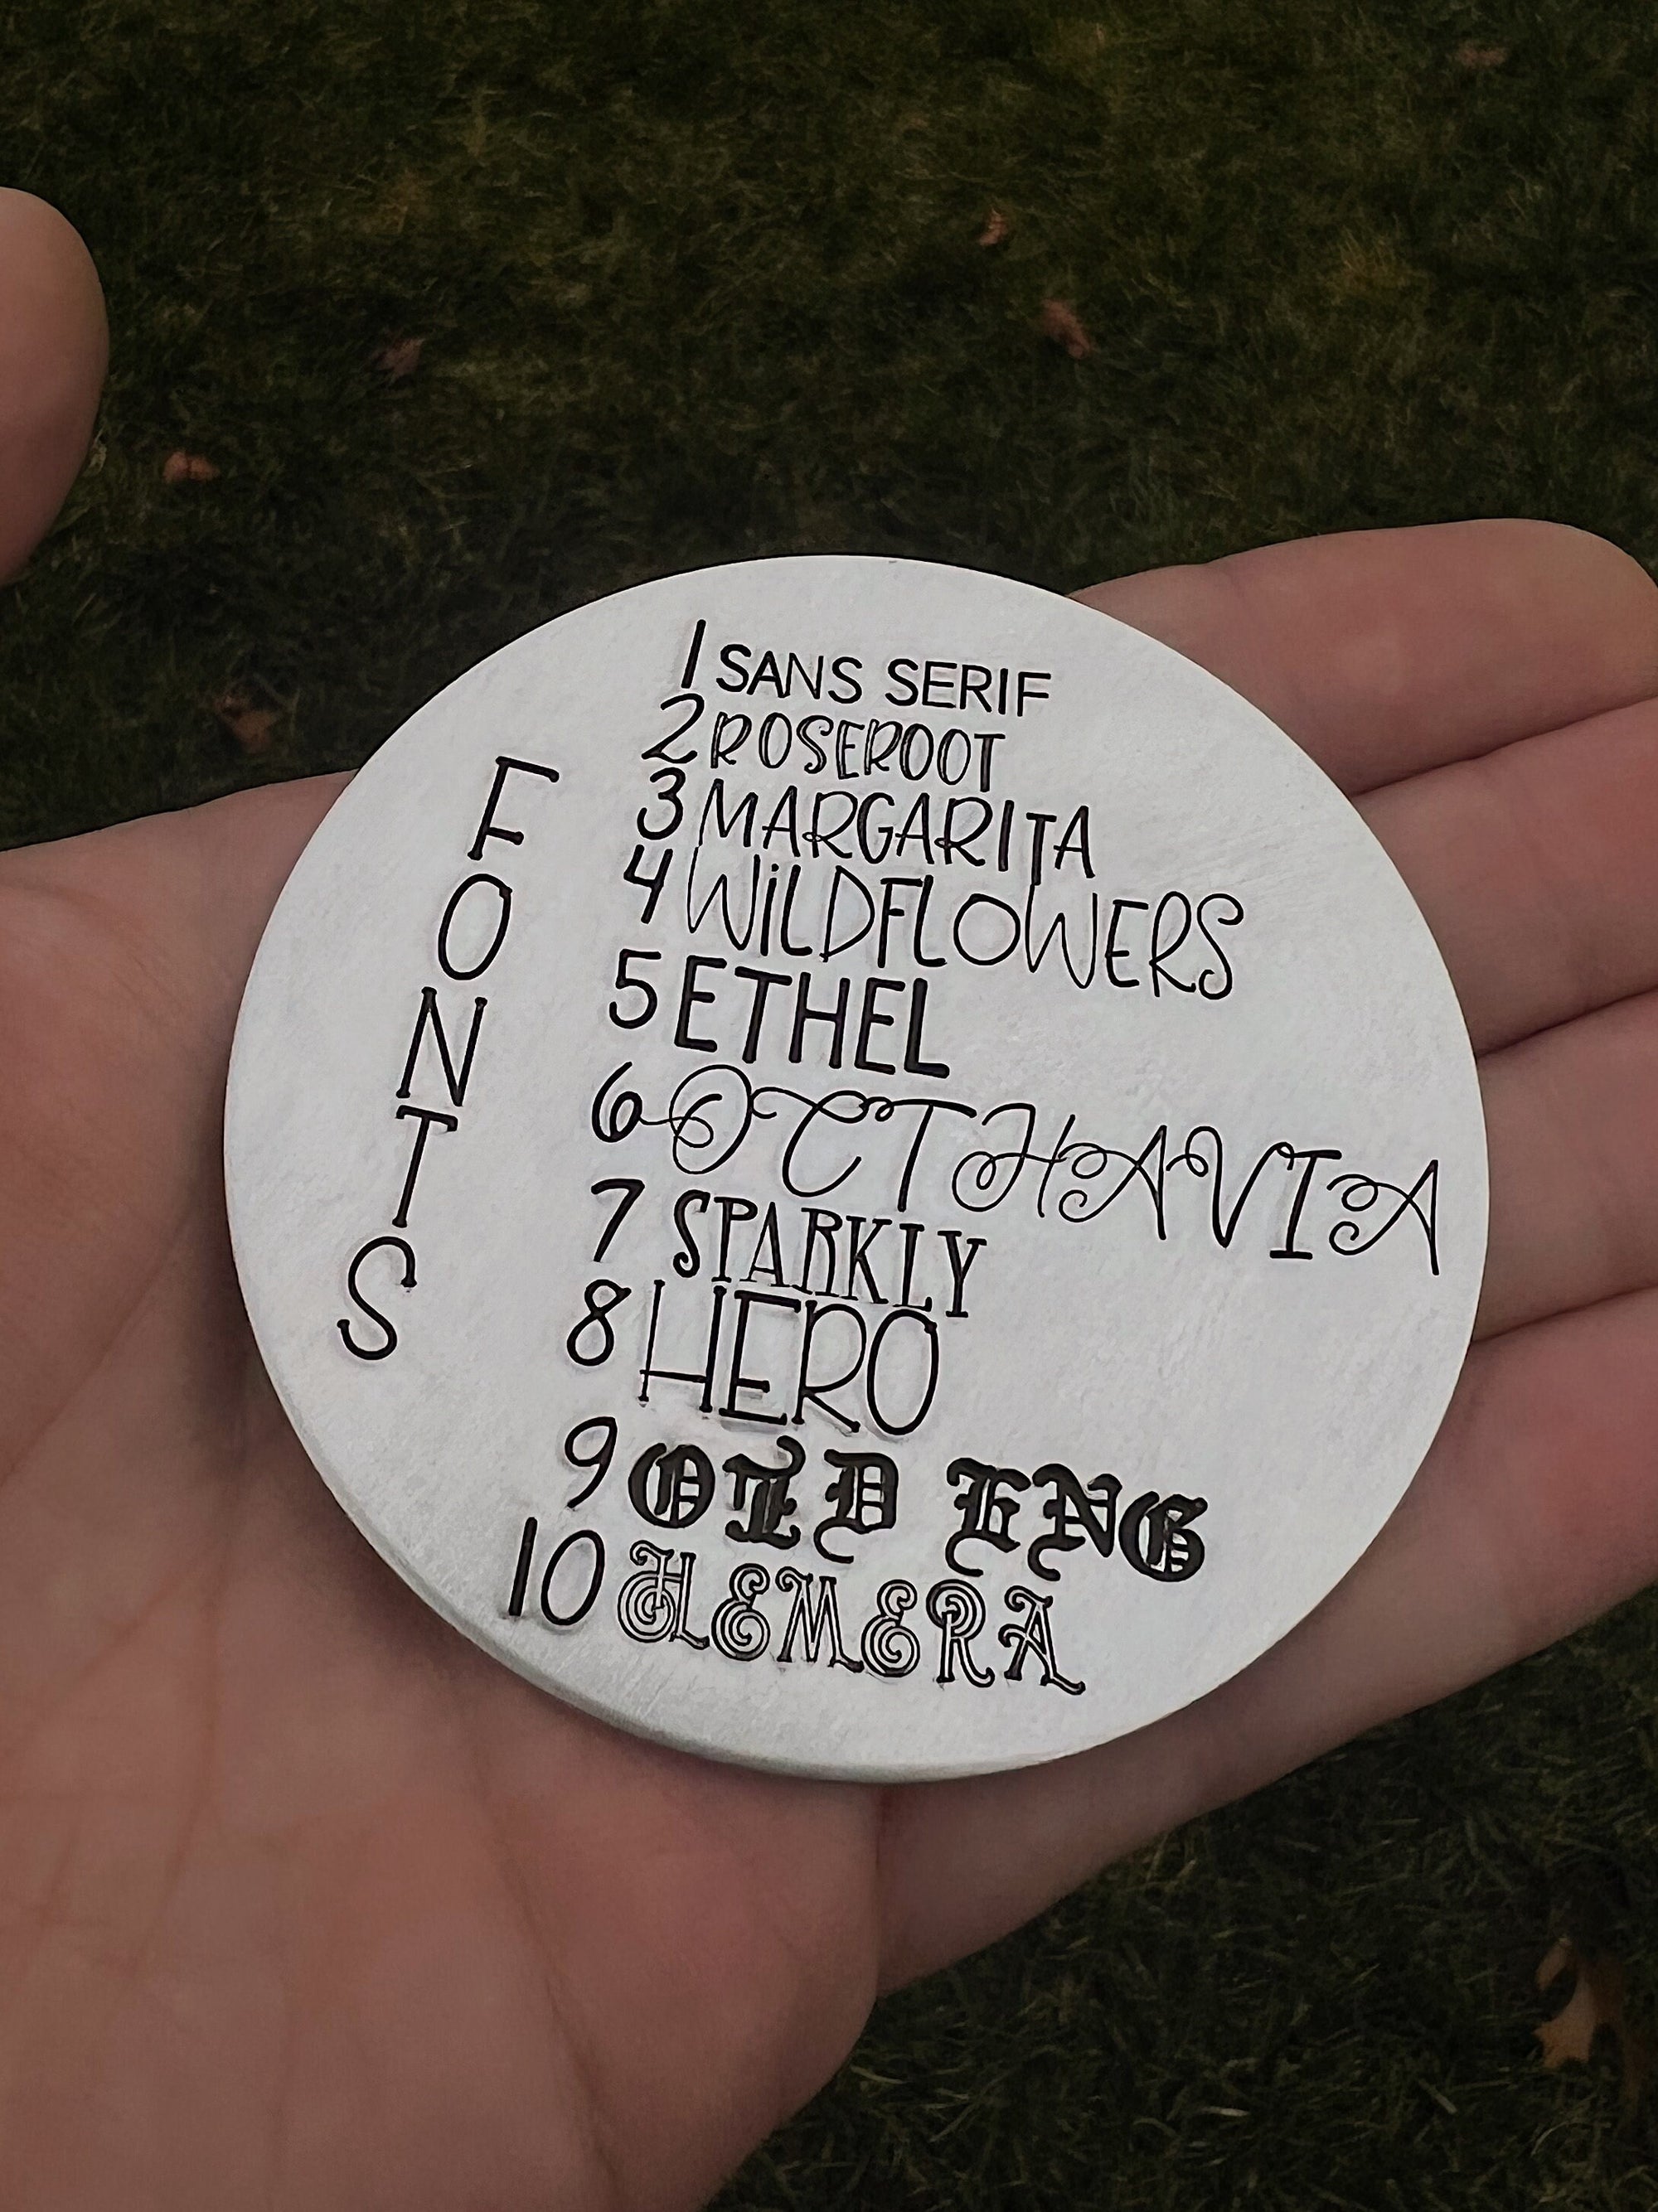 FONTS
1 SANS SERIF
2 ROSEROOT
3 MARGARITA
4 WiLDFLOWERS
5 ETHEL
6 OCTHAVIA
7 SPARKLY
8 HERO
9 OLD ENG
10 HEMERA